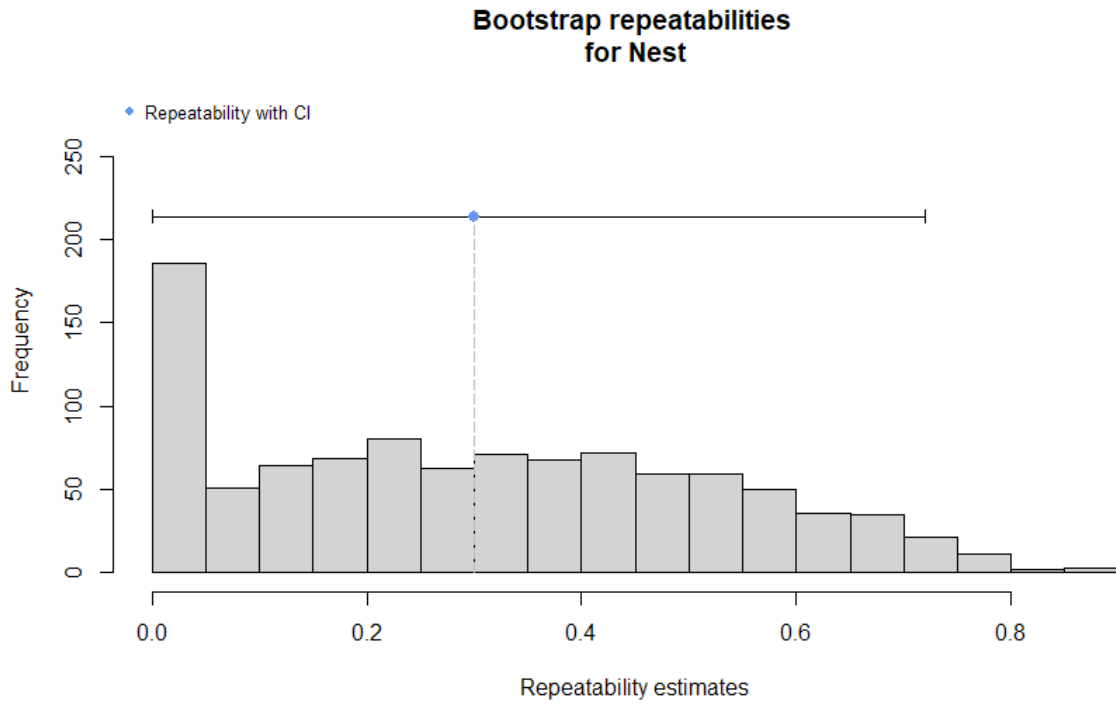 Bootstrap repeatabilities
for Nest
Repeatability with CI
250
200
150
100
50
0
Frequency
0.0 0.2 0.4 0.6 0.8
Repeatability estimates